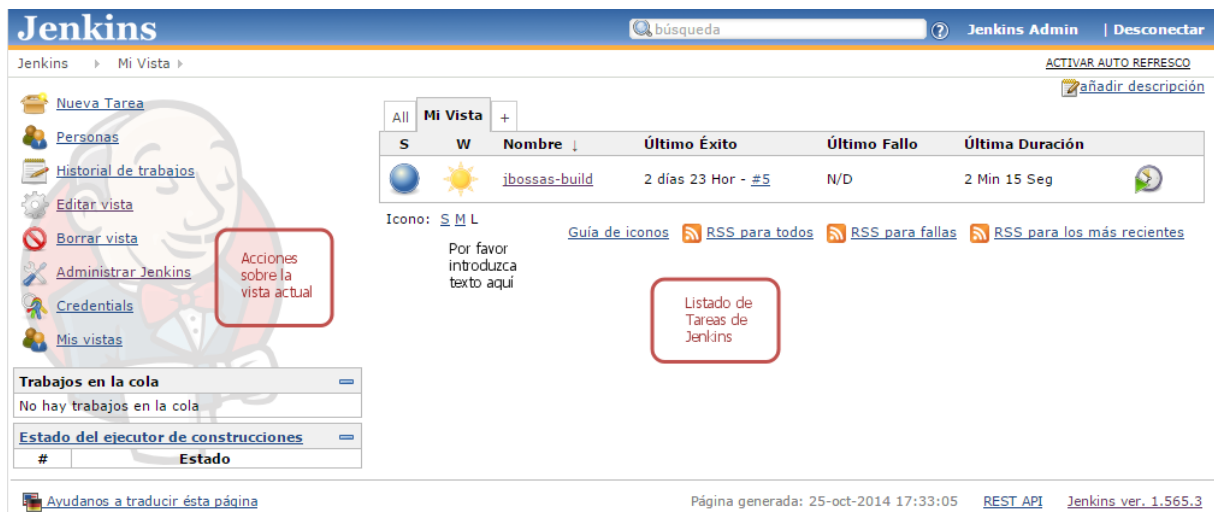 Jenkins
búsqueda
Jenkins Admin | Desconectar
Jenkins Mi Vista
ACTIVAR AUTO REFRESCO
añadir descripción
Nueva Tarea
Personas
Historial de trabajos
Editar vista
Borrar vista
Administrar Jenkins
Credentials
Mis vistas
Acciones
sobre la
vista actual
Trabajos en la cola
No hay trabajos en la cola
Estado del ejecutor de construcciones
# Estado
All Mi Vista +
S W Nombre ↓ Último Éxito Último Fallo Última Duración
jbossas-build 2 días 23 Hor - #5 N/D 2 Min 15 Seg
Icono: S M L
Guía de iconos RSS para todos RSS para fallas RSS para los más recientes
Por favor
introduzca
texto aquí
Listado de
Tareas de
Jenkins
Ayudanos a traducir ésta página
Página generada: 25-oct-2014 17:33:05 REST API Jenkins ver. 1.565.3